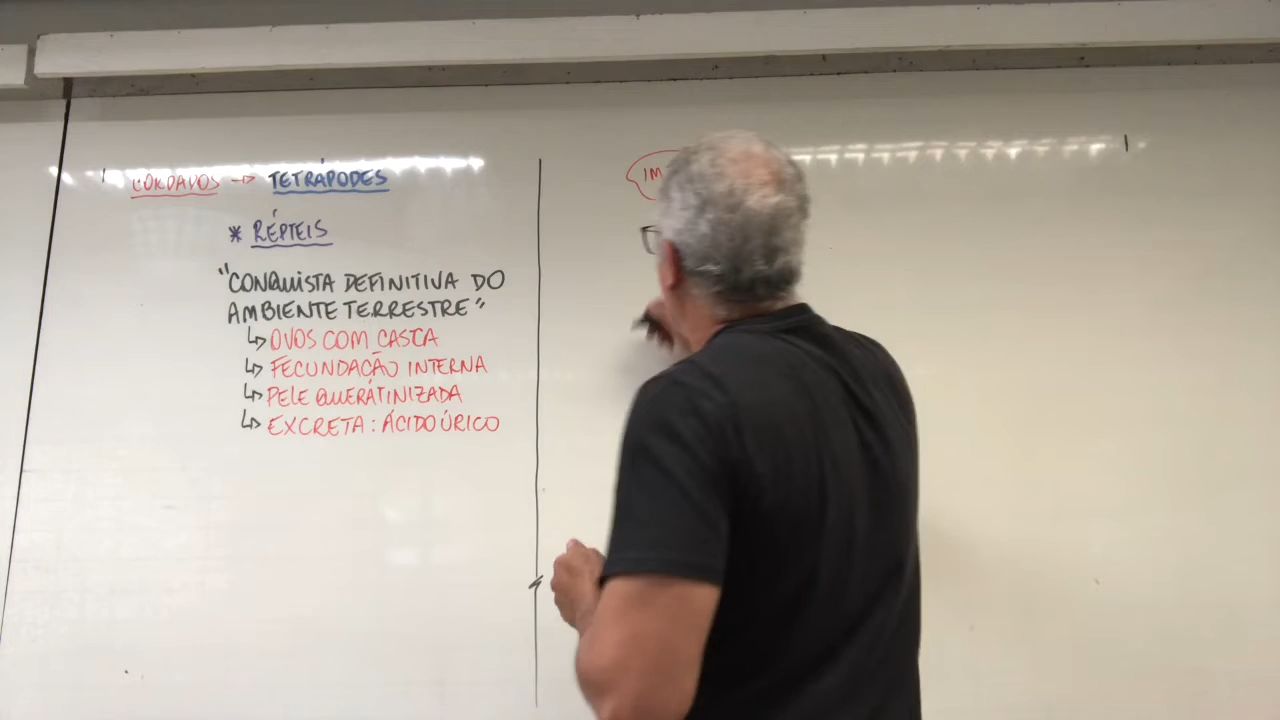 CORDADOS → TETRÁPODES
* RÉPTEIS
"CONQUISTA DEFINITIVA DO
AMBIENTE TERRESTRE"
↳ OVOS COM CASCA
↳ FECUNDAÇÃO INTERNA
↳ PELE QUERATINIZADA
↳ EXCRETA: ÁCIDO ÚRICO